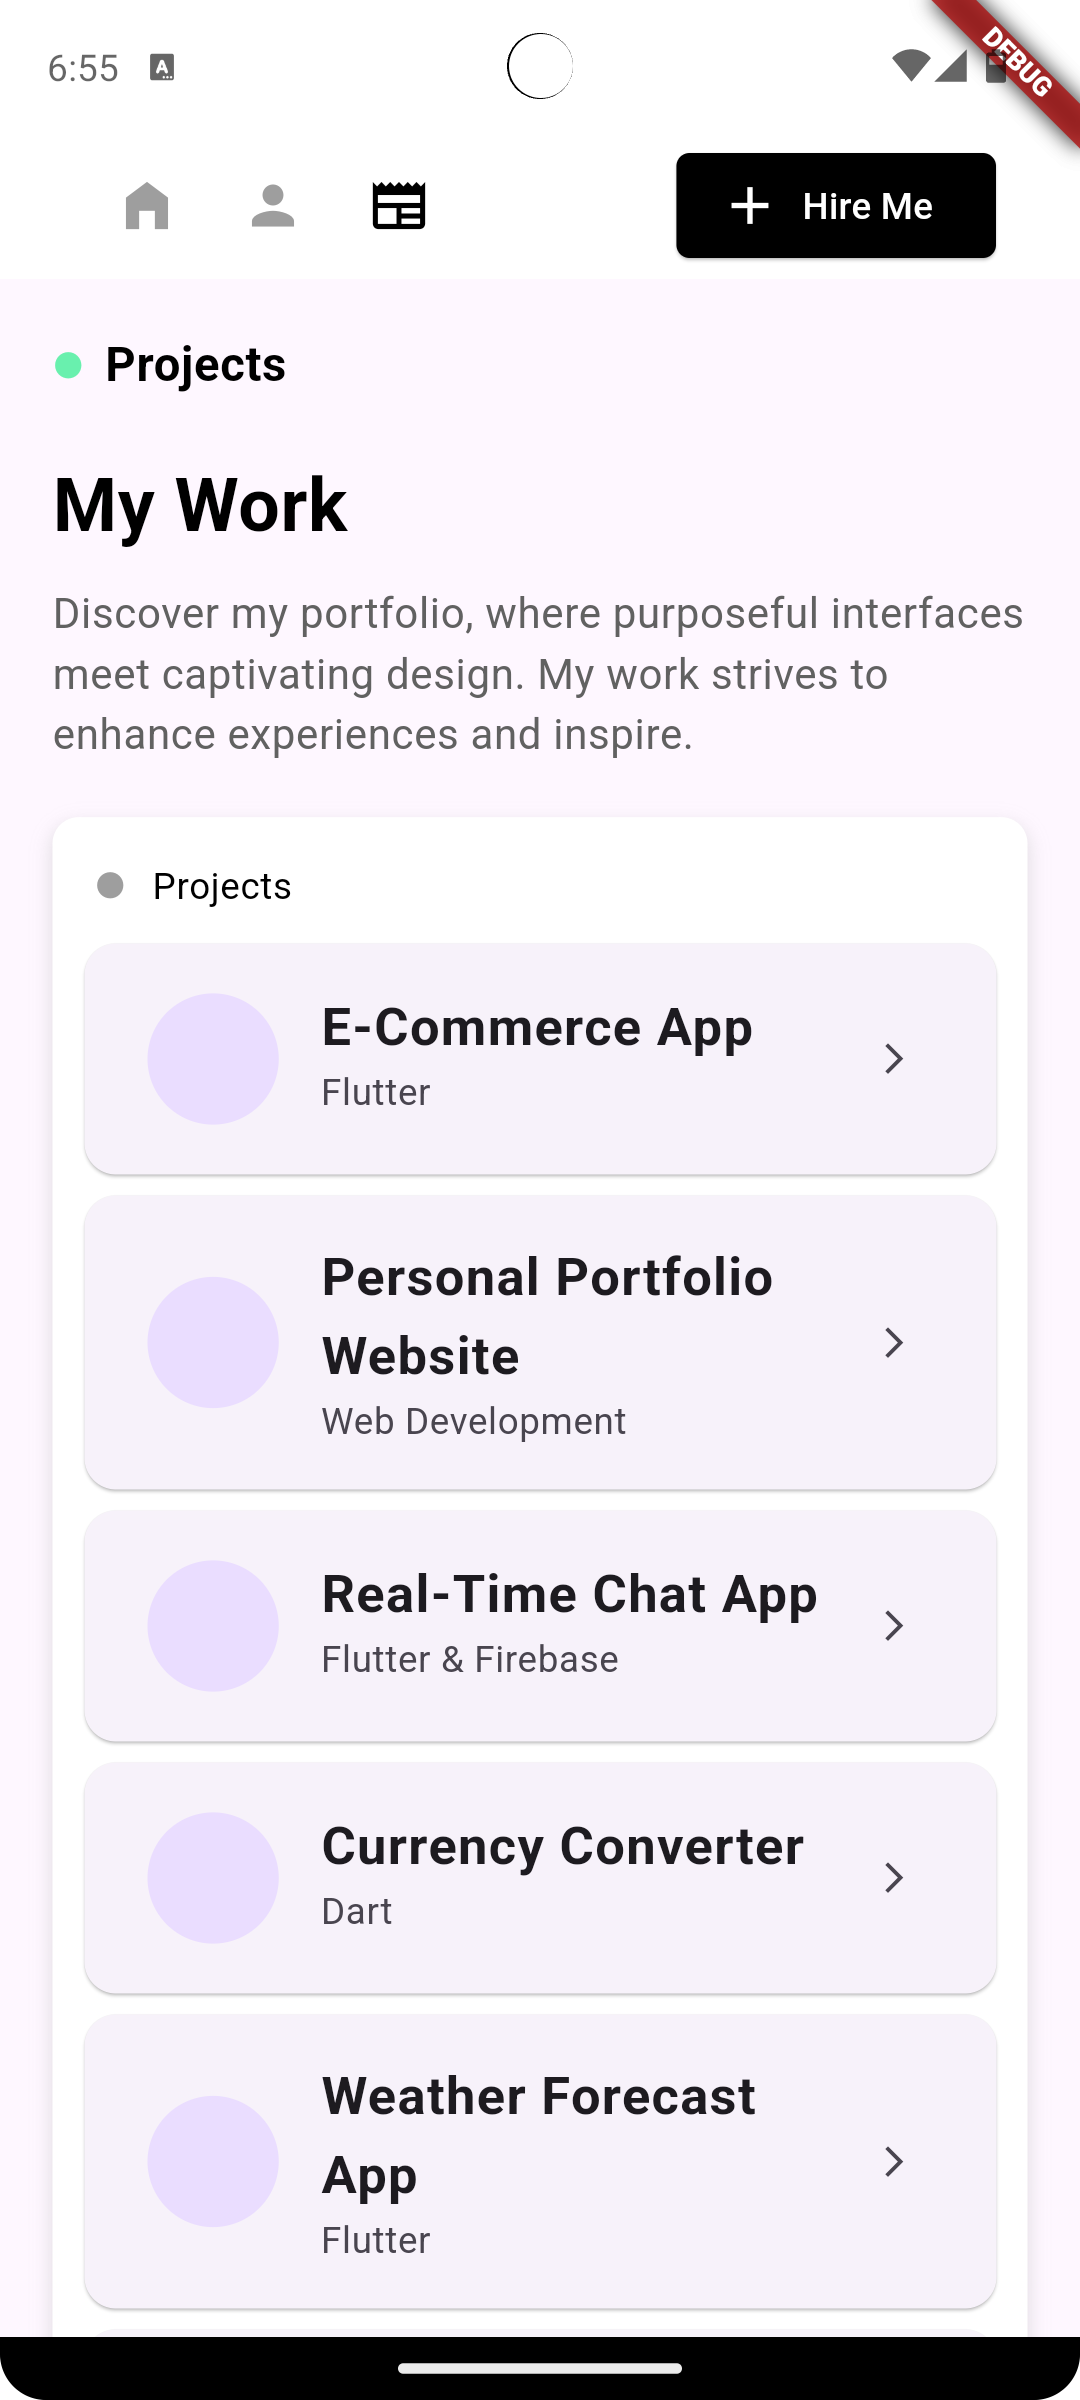 6:55
A
DEBUG
Hire Me
Projects
My Work
Discover my portfolio, where purposeful interfaces
meet captivating design. My work strives to
enhance experiences and inspire.
Projects
E-Commerce App
Flutter
Personal Portfolio
Website
Web Development
Real-Time Chat App
Flutter & Firebase
Currency Converter
Dart
Weather Forecast
App
Flutter